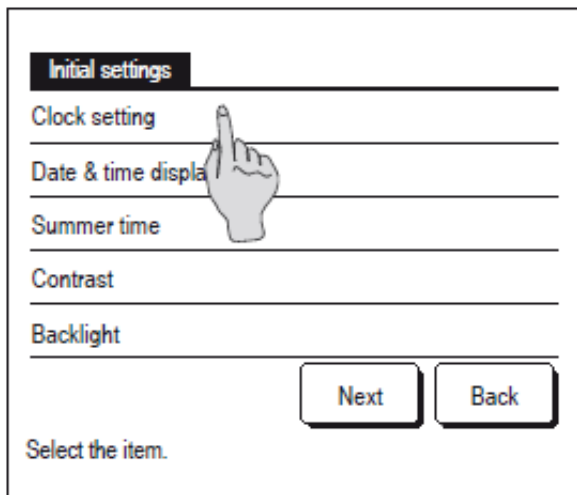 Initial settings
Clock setting
Date & time displa
Summer time
Contrast
Backlight
Next
Back
Select the item.